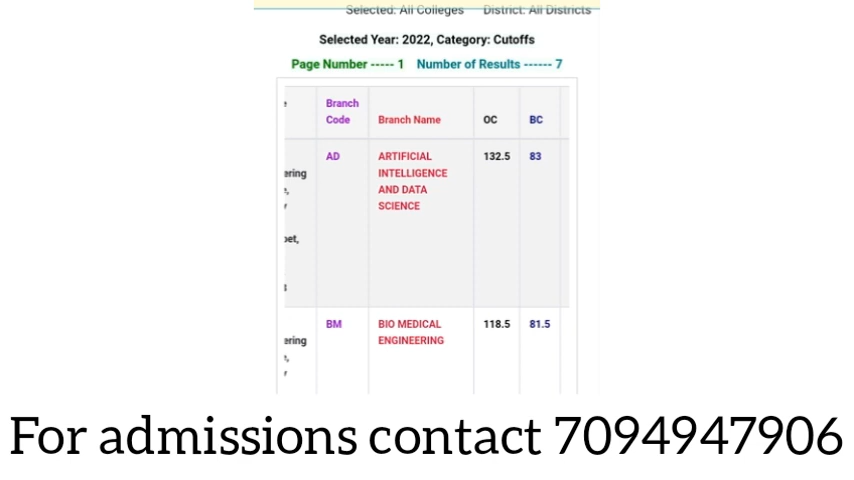 Selected: All Colleges District: All Districts
Selected Year: 2022, Category: Cutoffs
Page Number ----- 1 Number of Results ------ 7
Branch Code Branch Name OC BC
AD ARTIFICIAL 132.5 83
ering INTELLIGENCE
AND DATA
SCIENCE
BM BIO MEDICAL 118.5 81.5
ering ENGINEERING
For admissions contact 7094947906